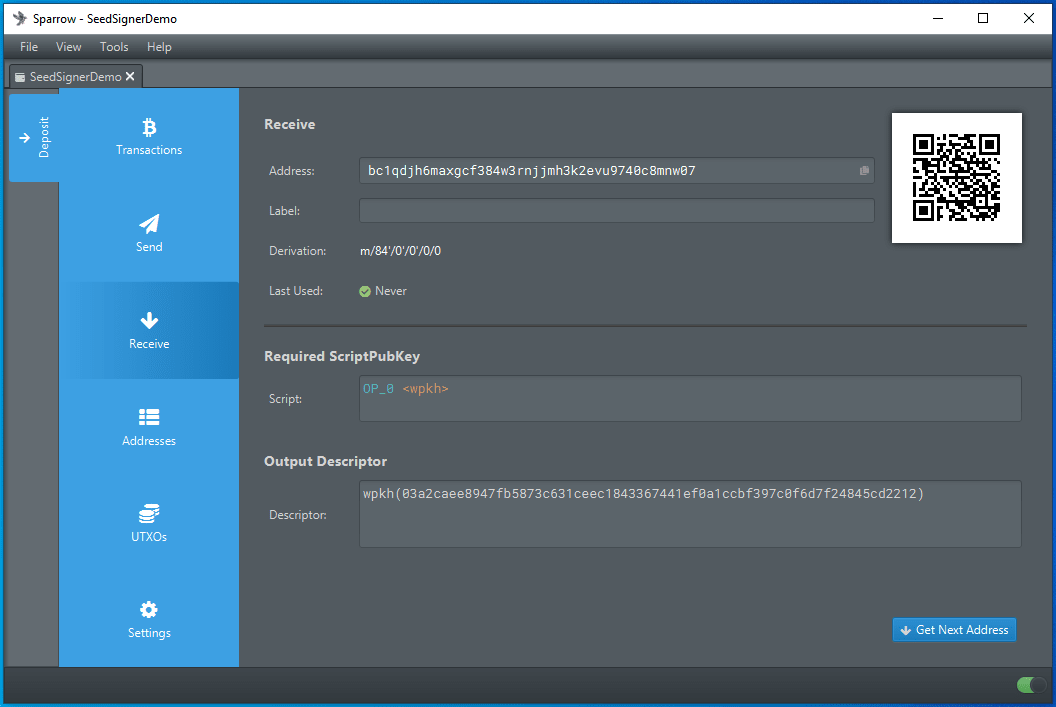 Sparrow - SeedSignerDemo
File View Tools Help
SeedSignerDemo
Deposit
Transactions
Send
Receive
Addresses
UTXOs
Settings
Receive
Address: bc1qdjh6maxgcf384w3rnjjmh3k2evu9740c8mnw07
Label:
Derivation: m/84'/0'/0'/0/0
Last Used: Never
Required ScriptPubKey
Script: OP_0 <wpkh>
Output Descriptor
Descriptor: wpkh(03a2caee8947fb5873c631ceec1843367441ef0a1ccbf397c0f6d7f24845cd2212)
Get Next Address